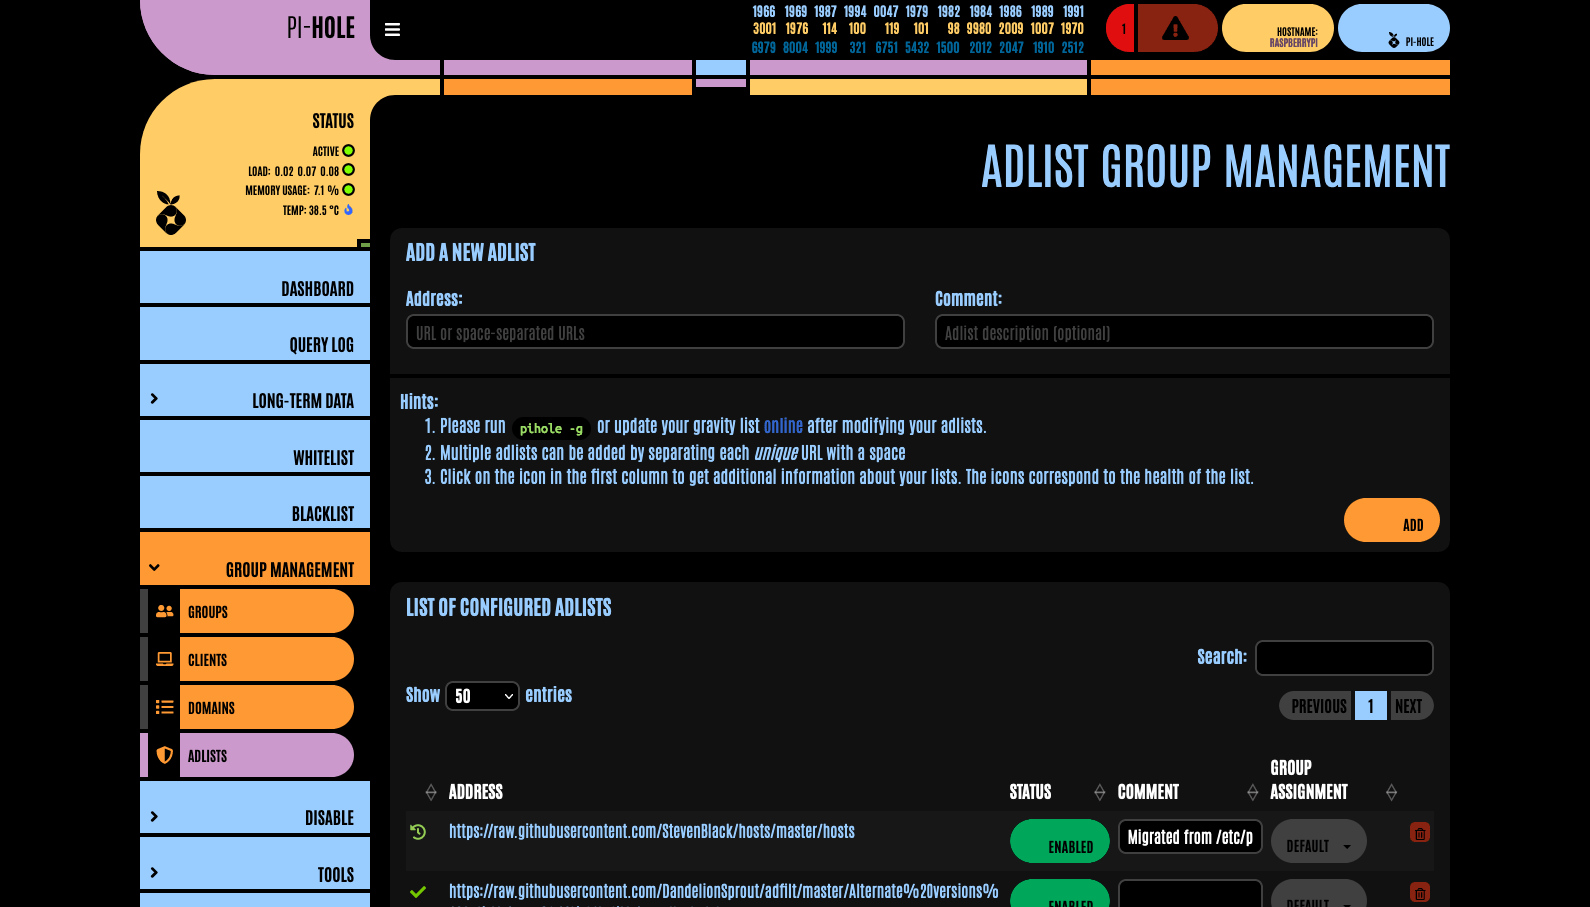 PI-HOLE
1966 1969 1987 1994 0047 1979 1982 1984 1986 1989 1991
3001 1976 114 100 119 101 98 9980 2009 1007 1970
6979 8004 1999 321 6751 5432 1500 2012 2047 1910 2512
1
HOSTNAME:
RASPBERRYPI
PI-HOLE
STATUS
ACTIVE
LOAD: 0.02 0.07 0.08
MEMORY USAGE: 7.1 %
TEMP: 38.5 °C
DASHBOARD
QUERY LOG
LONG-TERM DATA
WHITELIST
BLACKLIST
GROUP MANAGEMENT
GROUPS
CLIENTS
DOMAINS
ADLISTS
DISABLE
TOOLS
ADLIST GROUP MANAGEMENT
ADD A NEW ADLIST
Address:
Comment:
URL or space-separated URLs
Adlist description (optional)
Hints:
1. Please run pihole -g or update your gravity list online after modifying your adlists.
2. Multiple adlists can be added by separating each unique URL with a space
3. Click on the icon in the first column to get additional information about your lists. The icons correspond to the health of the list.
ADD
LIST OF CONFIGURED ADLISTS
Search:
Show 50 entries
PREVIOUS 1 NEXT
ADDRESS STATUS COMMENT GROUP ASSIGNMENT
https://raw.githubusercontent.com/StevenBlack/hosts/master/hosts
ENABLED
Migrated from /etc/p
DEFAULT
https://raw.githubusercontent.com/DandelionSprout/adfilt/master/Alternate%20versions%
ENABLED
DEFAULT